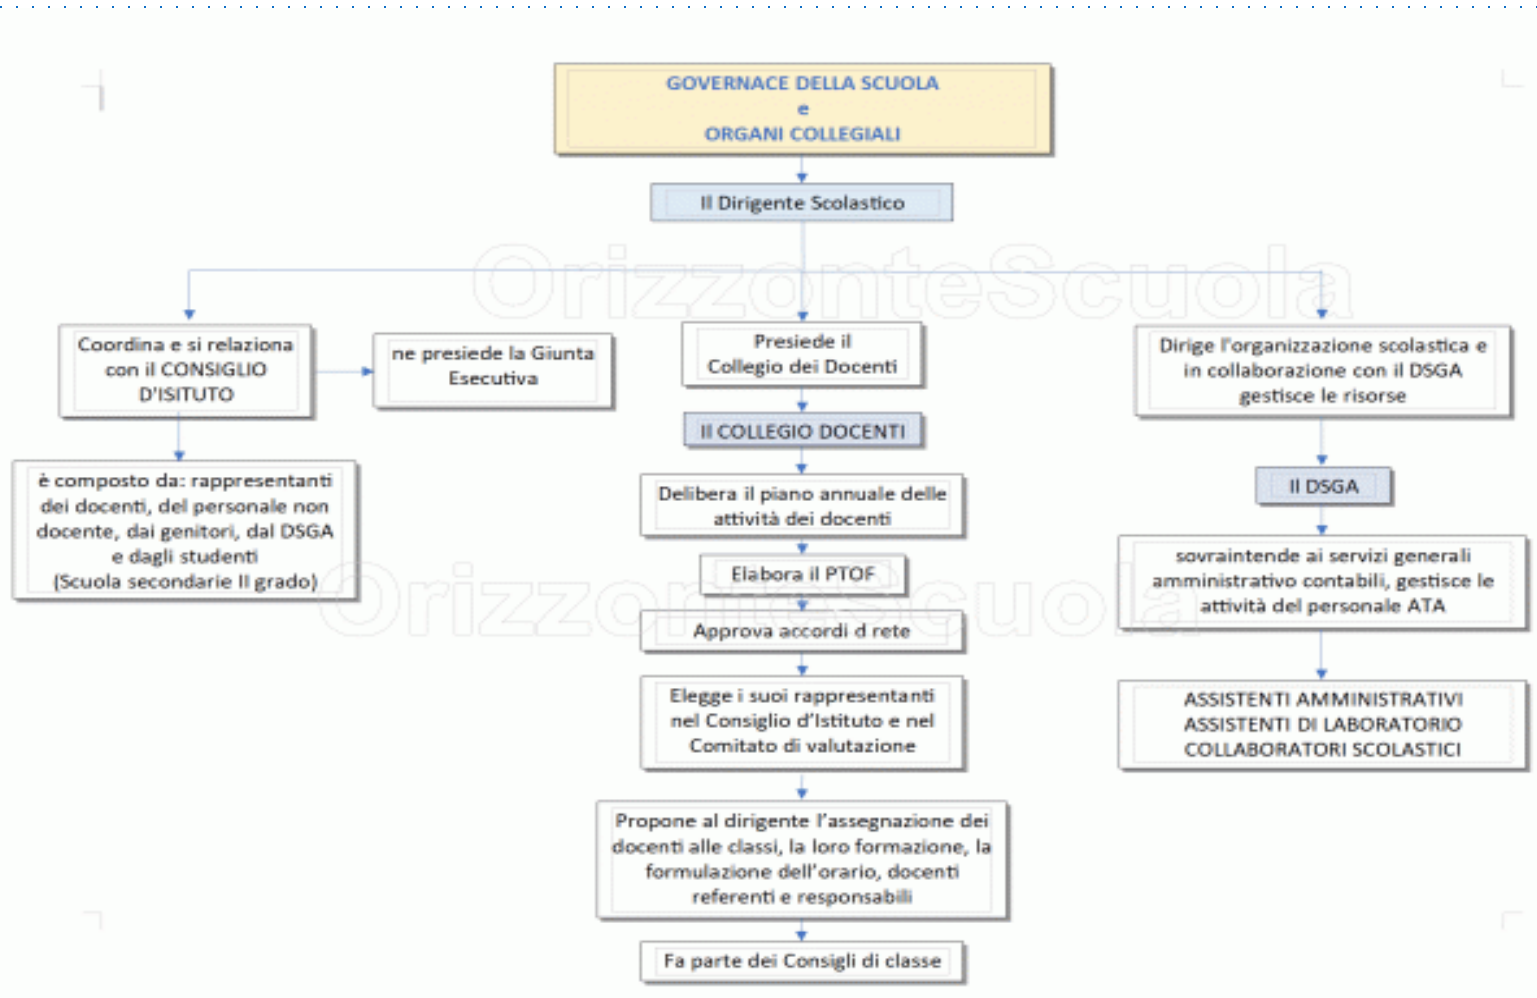 GOVERNACE DELLA SCUOLA
e
ORGANI COLLEGIALI
Il Dirigente Scolastico
OrizzonteScuola
Coordina e si relaziona
con il CONSIGLIO
D'ISITUTO
ne presiede la Giunta
Esecutiva
è composto da: rappresentanti
dei docenti, del personale non
docente, dai genitori, dal DSGA
e dagli studenti
(Scuola secondarie II grado)
Presiede il
Collegio dei Docenti
Il COLLEGIO DOCENTI
Delibera il piano annuale delle
attività dei docenti
Elabora il PTOF
Approva accordi d rete
Elegge i suoi rappresentanti
nel Consiglio d'Istituto e nel
Comitato di valutazione
Propone al dirigente l'assegnazione dei
docenti alle classi, la loro formazione, la
formulazione dell'orario, docenti
referenti e responsabili
Fa parte dei Consigli di classe
Dirige l'organizzazione scolastica e
in collaborazione con il DSGA
gestisce le risorse
Il DSGA
sovraintende ai servizi generali
amministrativo contabili, gestisce le
attività del personale ATA
ASSISTENTI AMMINISTRATIVI
ASSISTENTI DI LABORATORIO
COLLABORATORI SCOLASTICI
OrizzonteScuola